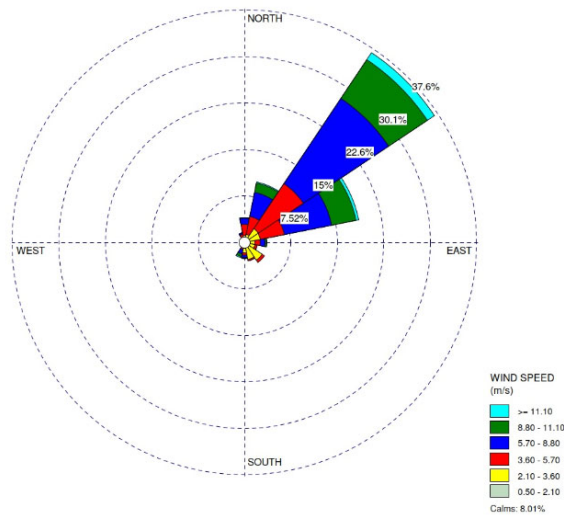 NORTH
37.6%
30.1%
22.6%
15%
7.52%
WEST
EAST
SOUTH
WIND SPEED
(m/s)
>= 11.10
8.80 - 11.10
5.70 - 8.80
3.60 - 5.70
2.10 - 3.60
0.50 - 2.10
Calms: 8.01%